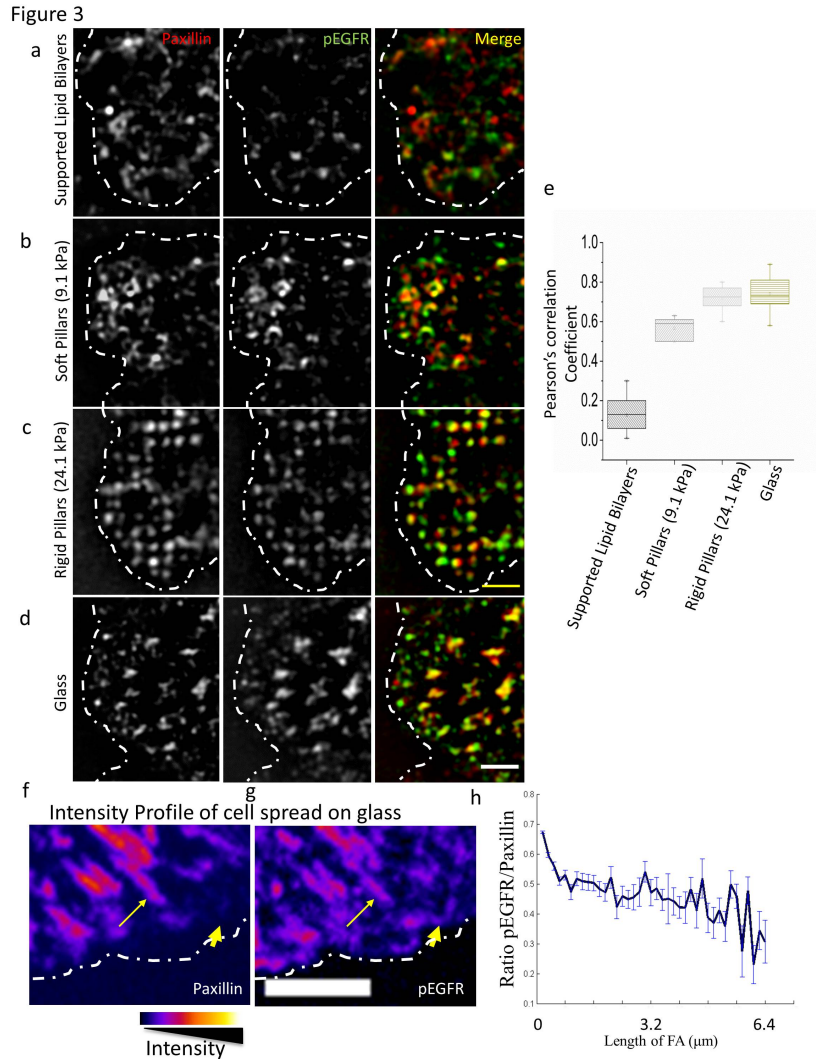 Figure 3
a
Supported Lipid Bilayers
Paxillin
pEGFR
Merge
b
Soft Pillars (9.1 kPa)
c
Rigid Pillars (24.1 kPa)
d
Glass
e
Pearson's correlation
Coefficient
1.0
0.8
0.6
0.4
0.2
0.0
Supported Lipid Bilayers
Soft Pillars (9.1 kPa)
Rigid Pillars (24.1 kPa)
Glass
f
g
Intensity Profile of cell spread on glass
Paxillin
pEGFR
Intensity
h
Ratio pEGFR/Paxillin
0.8
0.7
0.6
0.5
0.4
0.3
0.2
0.1
0
3.2
6.4
Length of FA (μm)